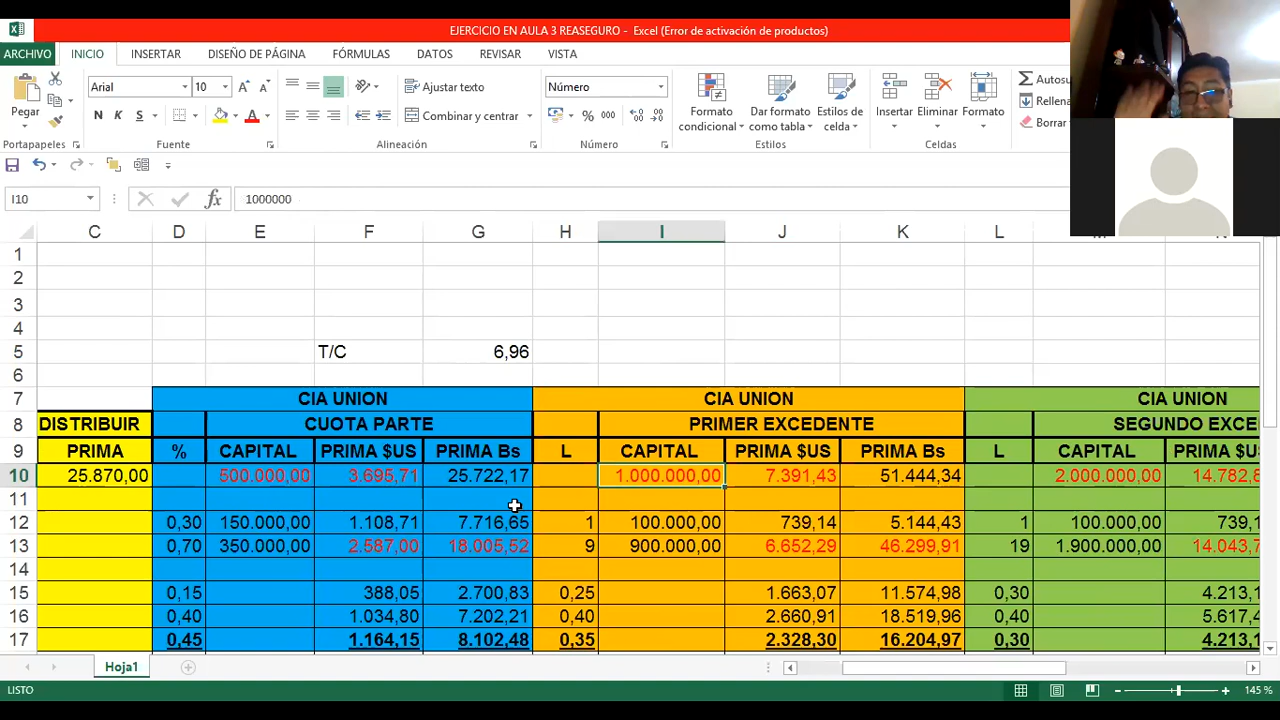 EJERCICIO EN AULA 3 REASEGURO - Excel (Error de activación de productos)
ARCHIVO INICIO INSERTAR DISEÑO DE PÁGINA FÓRMULAS DATOS REVISAR VISTA
Arial 10 Ajustar texto Número Autosu
Pegar N K S A Combinar y centrar % 000 Formato condicional Dar formato como tabla Estilos de celda Insertar Eliminar Formato Rellena
Borrar
Portapapeles Fuente Alineación Número Estilos Celdas
I10 fx 1000000
C D E F G H I J K L
1
2
3
4
5 T/C 6,96
6
7 CIA UNION CIA UNION CIA UNION
8 DISTRIBUIR CUOTA PARTE PRIMER EXCEDENTE SEGUNDO EXCE
9 PRIMA % CAPITAL PRIMA $US PRIMA Bs L CAPITAL PRIMA $US PRIMA Bs L CAPITAL PRIMA $US
10 25.870,00 500.000,00 3.695,71 25.722,17 1.000.000,00 7.391,43 51.444,34 2.000.000,00 14.782,8
11
12 0,30 150.000,00 1.108,71 7.716,65 1 100.000,00 739,14 5.144,43 1 100.000,00 739,1
13 0,70 350.000,00 2.587,00 18.005,52 9 900.000,00 6.652,29 46.299,91 19 1.900.000,00 14.043,7
14
15 0,15 388,05 2.700,83 0,25 1.663,07 11.574,98 0,30 4.213,1
16 0,40 1.034,80 7.202,21 0,40 2.660,91 18.519,96 0,40 5.617,4
17 0,45 1.164,15 8.102,48 0,35 2.328,30 16.204,97 0,30 4.213,1
Hoja1
LISTO 145 %